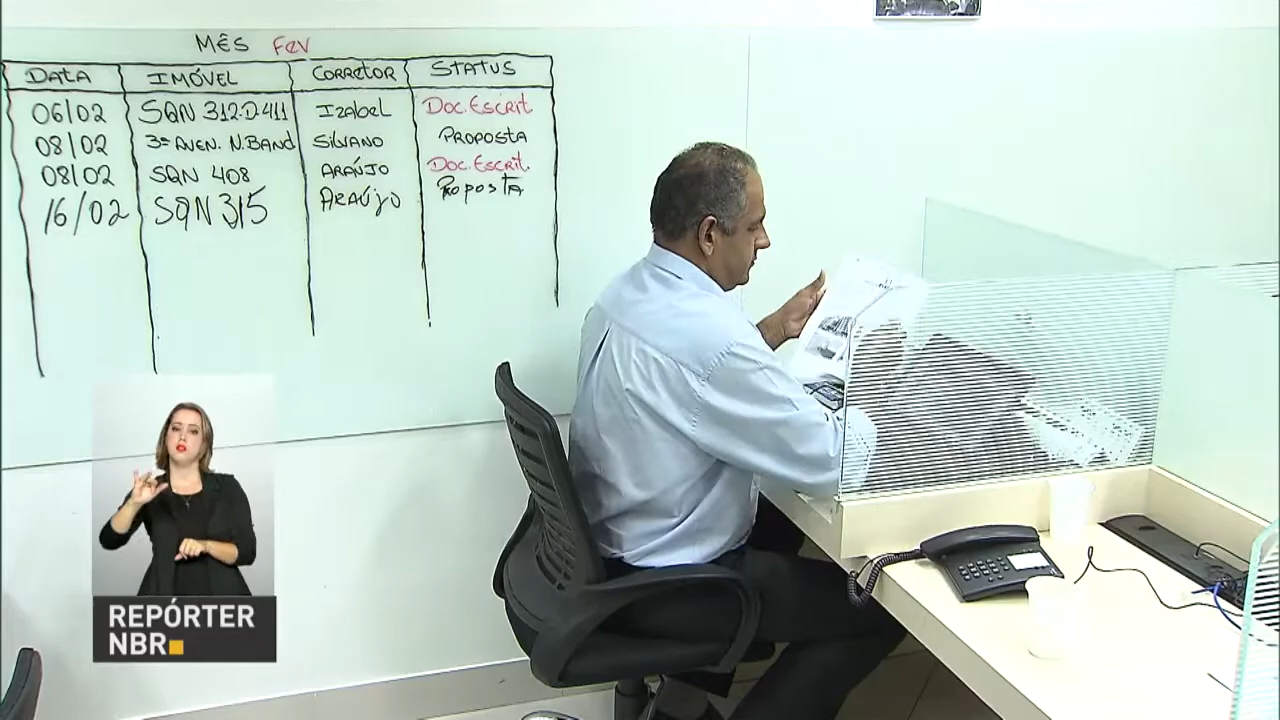 MÊS FEV
DATA IMÓVEL CORRETOR STATUS
06/02 SQN 312-D-411 IZABEL DOC. ESCRIT.
08/02 3ª AVEN. N. BAND SILVANO PROPOSTA
08/02 SQN 408 ARAÚJO DOC. ESCRIT.
16/02 SQN 315 ARAÚJO PROPOSTA
REPÓRTER
NBR